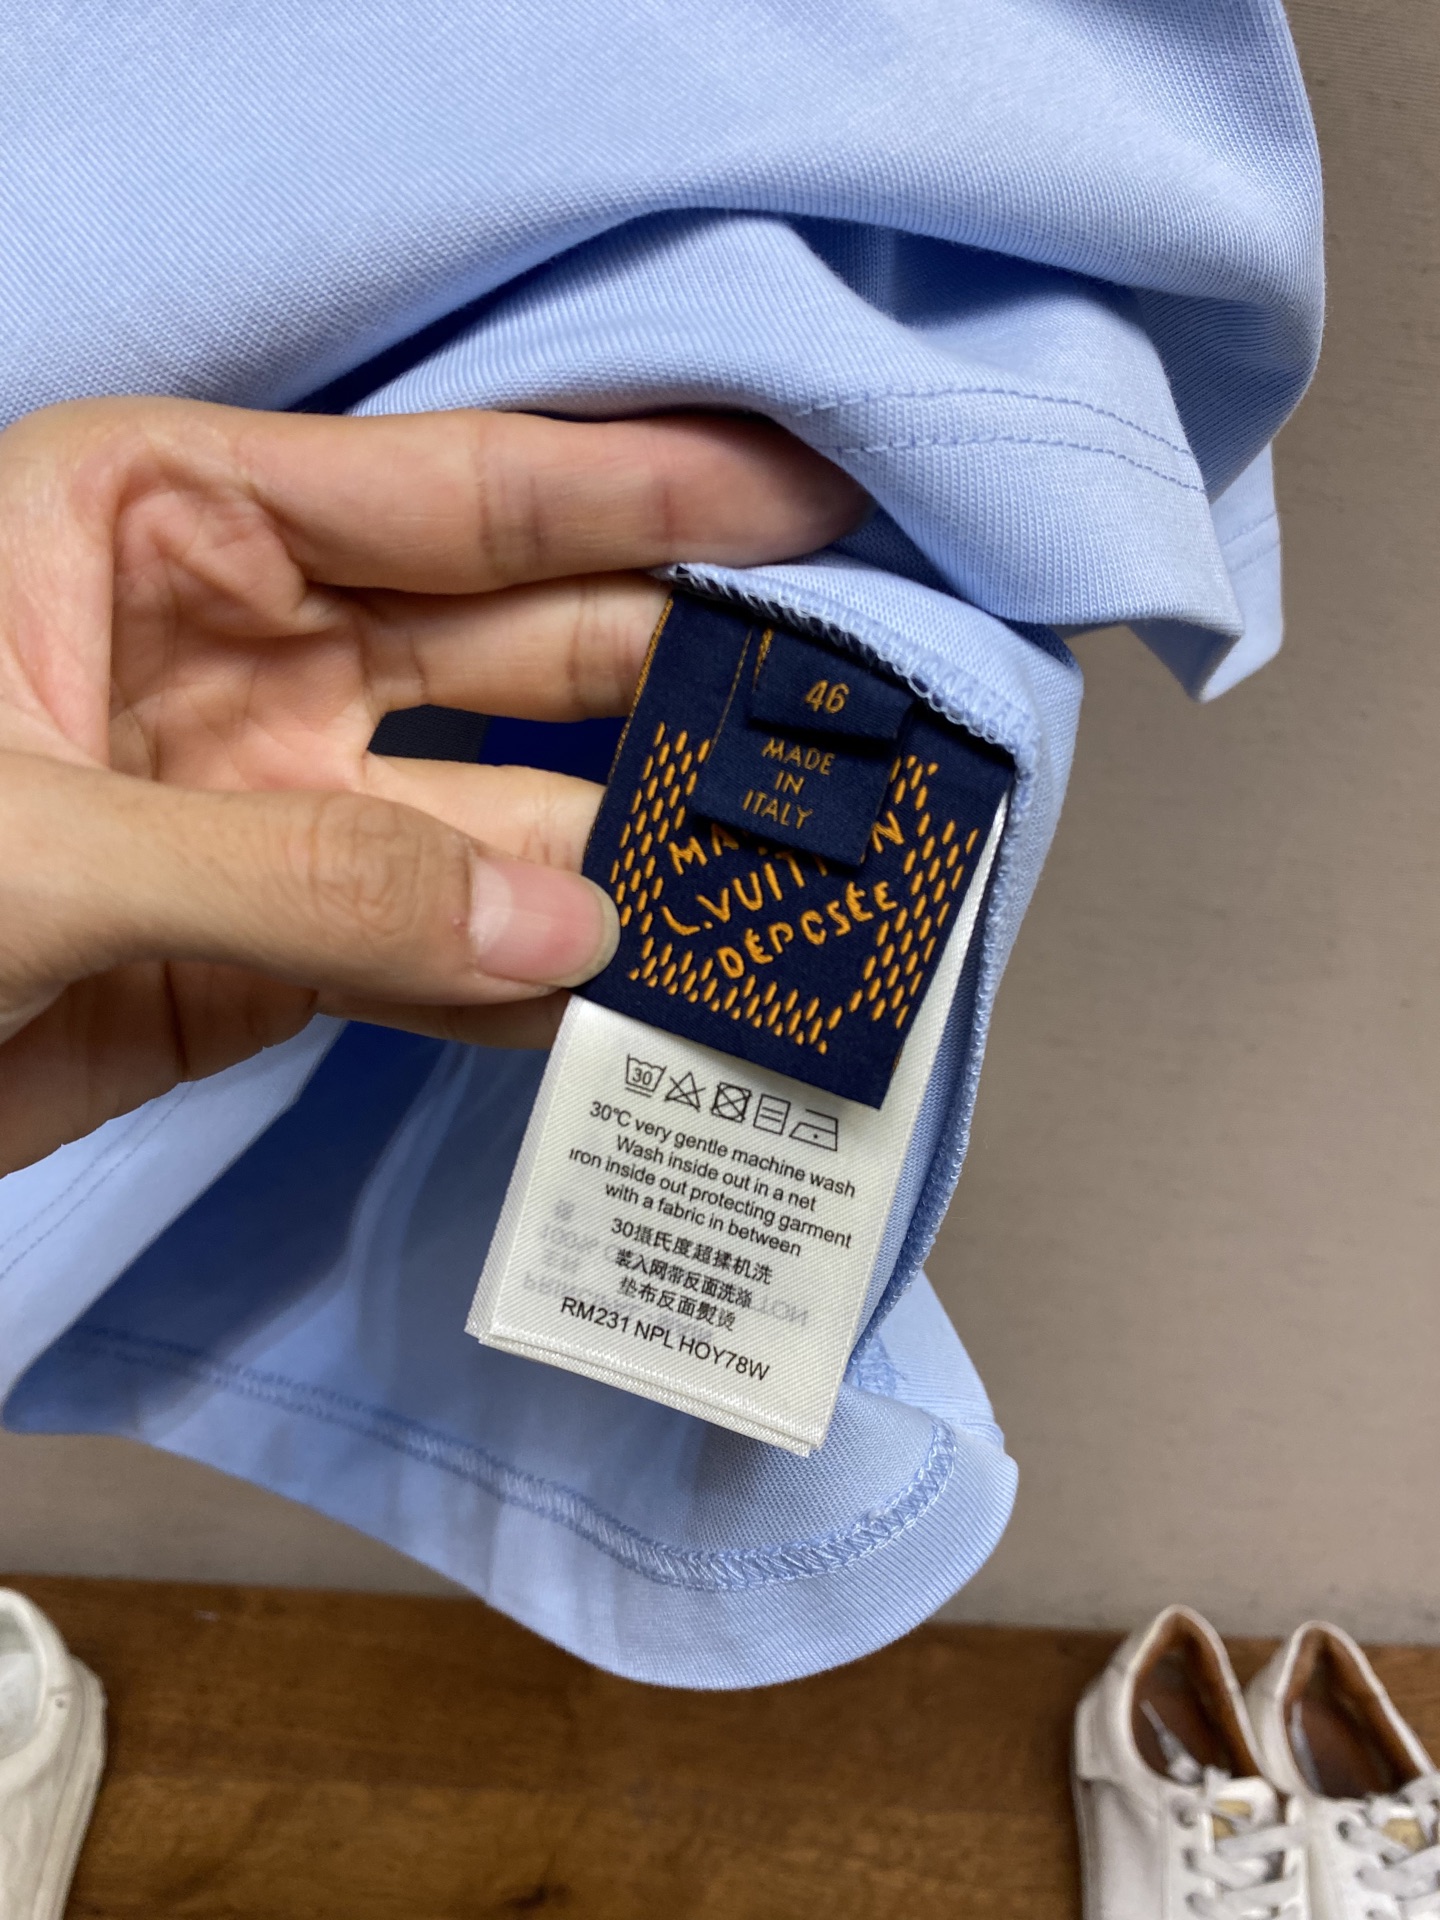 46
MADE
IN
ITALY
L.VUITTON
DÉPOSÉE
30
30°C very gentle machine wash
Wash inside out in a net
Iron inside out protecting garment
with a fabric in between
30摄氏度超揉机洗
装入网带反面洗涤
垫布反面熨烫
RM231 NPL HOY78W